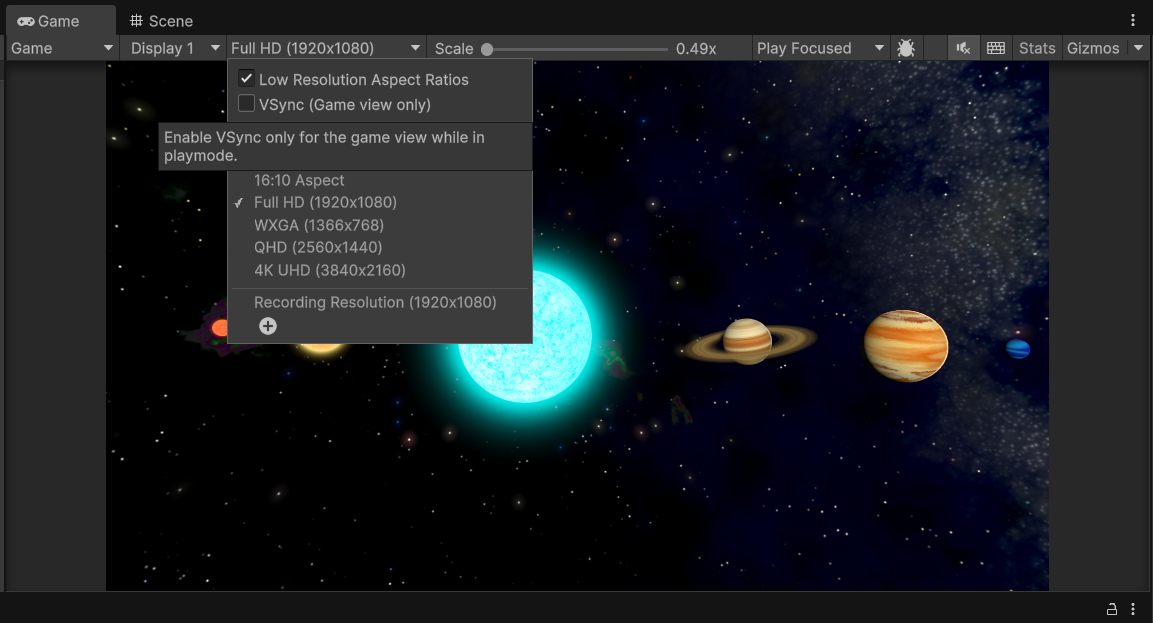 Game
Scene
Game
Display 1
Full HD (1920x1080)
Scale
0.49x
Play Focused
Stats
Gizmos
Low Resolution Aspect Ratios
VSync (Game view only)
Enable VSync only for the game view while in
playmode.
16:10 Aspect
Full HD (1920x1080)
WXGA (1366x768)
QHD (2560x1440)
4K UHD (3840x2160)
Recording Resolution (1920x1080)